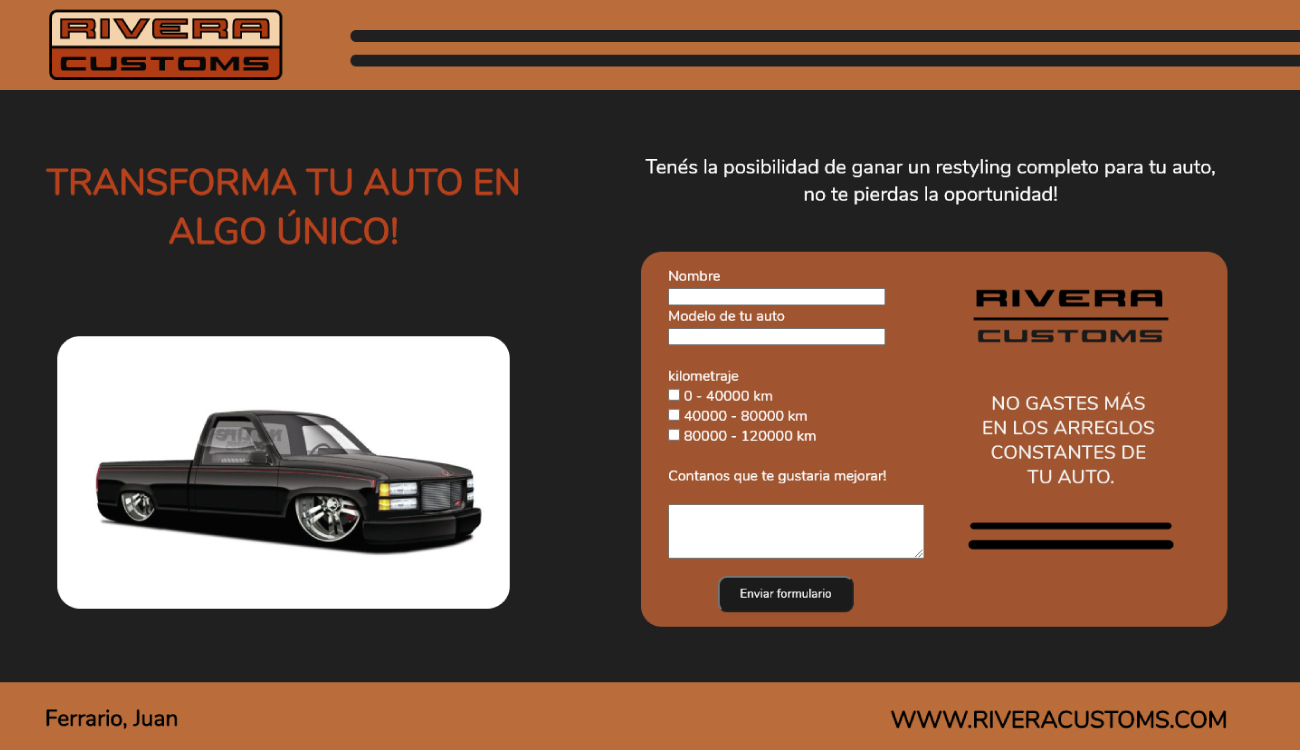 RIVERA
CUSTOMS
TRANSFORMA TU AUTO EN
ALGO ÚNICO!
Tenés la posibilidad de ganar un restyling completo para tu auto,
no te pierdas la oportunidad!
Nombre
Modelo de tu auto
kilometraje
0 - 40000 km
40000 - 80000 km
80000 - 120000 km
Contanos que te gustaria mejorar!
Enviar formulario
RIVERA
CUSTOMS
NO GASTES MÁS
EN LOS ARREGLOS
CONSTANTES DE
TU AUTO.
Ferrario, Juan
WWW.RIVERACUSTOMS.COM